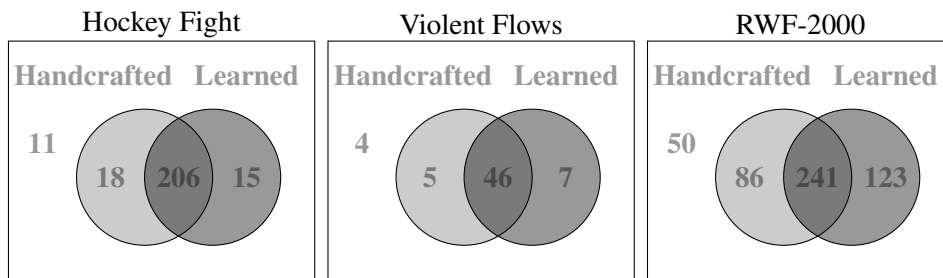 Hockey Fight
Handcrafted Learned
11
18 206 15
Violent Flows
Handcrafted Learned
4
5 46 7
RWF-2000
Handcrafted Learned
50
86 241 123